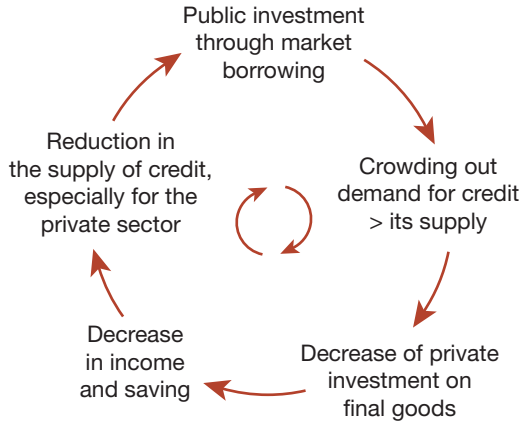 Public investment
through market
borrowing
Crowding out
demand for credit
> its supply
Decrease of private
investment on
final goods
Decrease
in income
and saving
Reduction in
the supply of credit,
especially for the
private sector